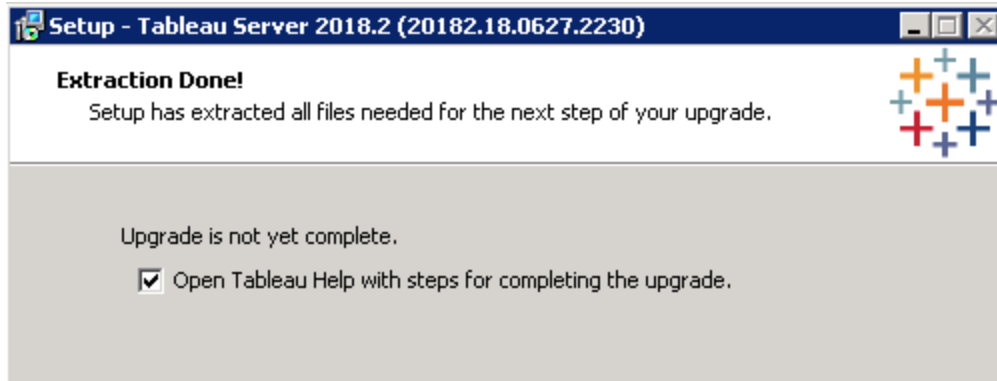 Setup - Tableau Server 2018.2 (20182.18.0627.2230)
Extraction Done!
Setup has extracted all files needed for the next step of your upgrade.
Upgrade is not yet complete.
Open Tableau Help with steps for completing the upgrade.